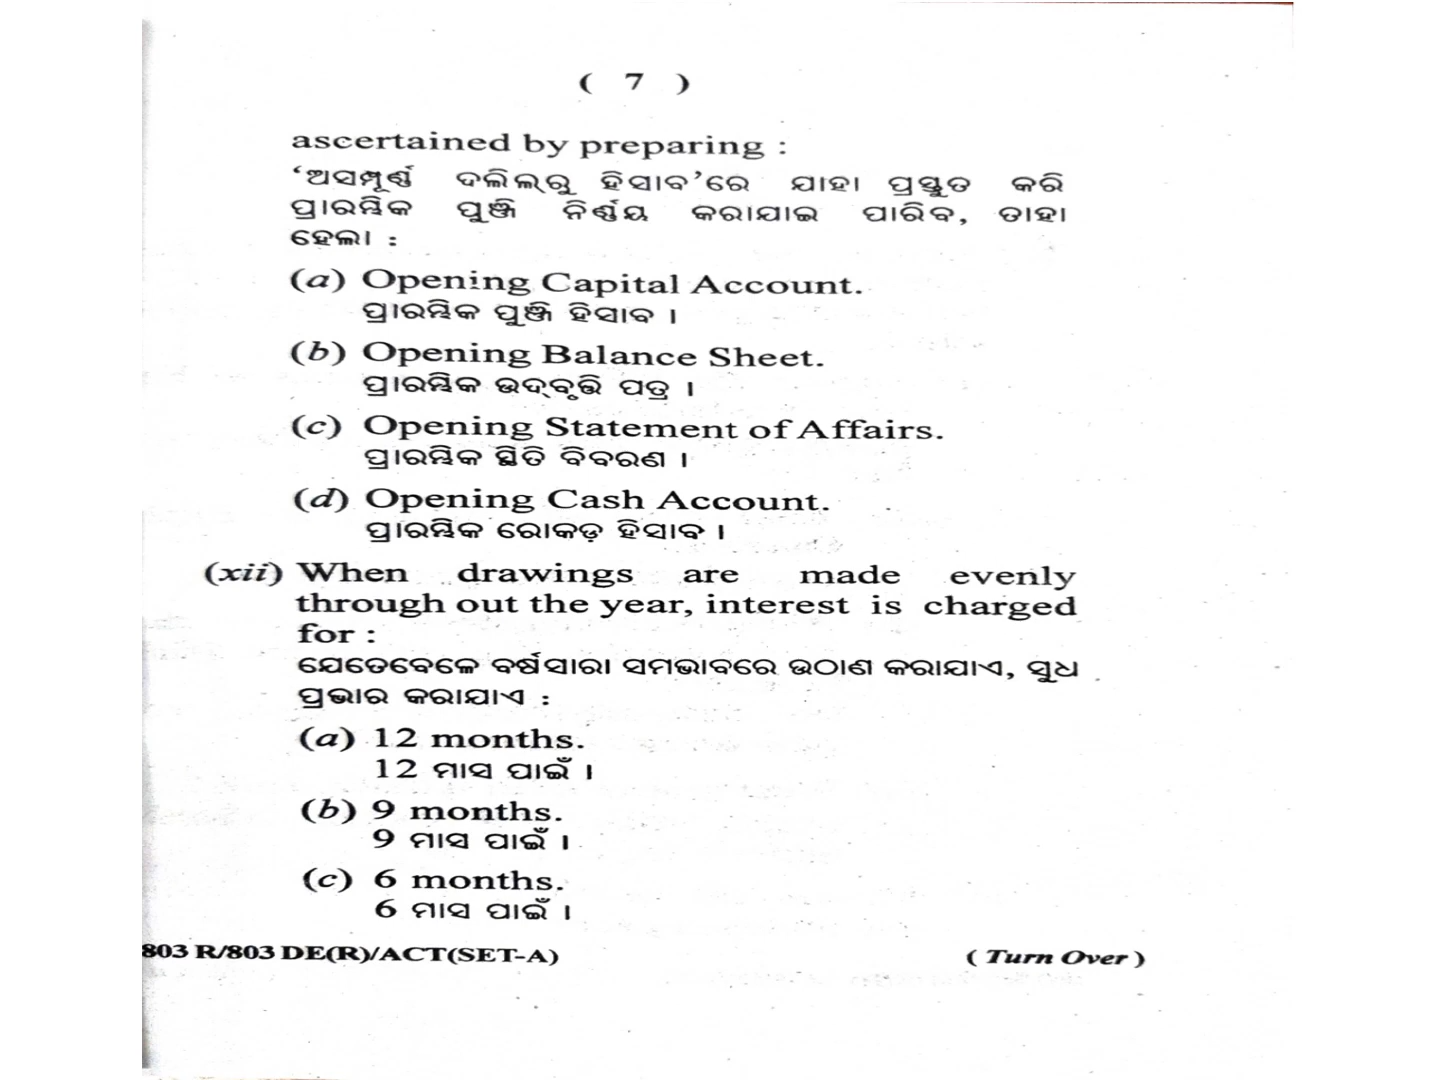 ( 7 )
ascertained by preparing :
‘ଅସମ୍ପୂର୍ଣ୍ଣ ଦଲିଲ୍‌ରୁ ହିସାବ’ରେ ଯାହା ପ୍ରସ୍ତୁତ କରି
ପ୍ରାରମ୍ଭିକ ପୁଞ୍ଜି ନିର୍ଣ୍ଣୟ କରାଯାଇ ପାରିବ, ତାହା
ହେଲା :
(a) Opening Capital Account.
ପ୍ରାରମ୍ଭିକ ପୁଞ୍ଜି ହିସାବ ।
(b) Opening Balance Sheet.
ପ୍ରାରମ୍ଭିକ ଉଦ୍‌ବୃତ୍ତ ପତ୍ର ।
(c) Opening Statement of Affairs.
ପ୍ରାରମ୍ଭିକ ସ୍ଥିତି ବିବରଣ ।
(d) Opening Cash Account.
ପ୍ରାରମ୍ଭିକ ରୋକଡ଼ ହିସାବ ।
(xii) When drawings are made evenly
through out the year, interest is charged
for :
ଯେତେବେଳେ ବର୍ଷସାରା ସମଭାବରେ ଉଠାଣ କରାଯାଏ, ସୁଧ
ପ୍ରଭାର କରାଯାଏ :
(a) 12 months.
12 ମାସ ପାଇଁ ।
(b) 9 months.
9 ମାସ ପାଇଁ ।
(c) 6 months.
6 ମାସ ପାଇଁ ।
803 R/803 DE(R)/ACT(SET-A) ( Turn Over )